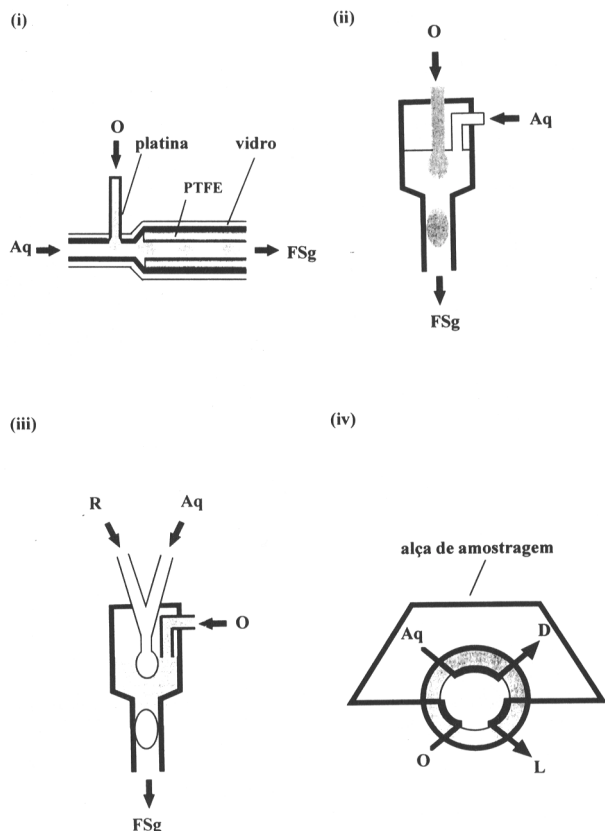 (i)
O
platina
vidro
PTFE
Aq
FSg
(ii)
O
Aq
FSg
(iii)
R
Aq
O
FSg
(iv)
alça de amostragem
Aq
D
O
L